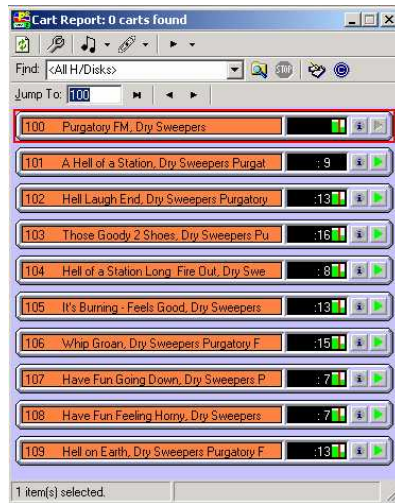 Cart Report: 0 carts found
Find: <All H/Disks> STOP
Jump To: 100
100 Purgatory FM, Dry Sweepers
101 A Hell of a Station, Dry Sweepers Purgat :9
102 Hell Laugh End, Dry Sweepers Purgatory :13
103 Those Goody 2 Shoes, Dry Sweepers Pu :16
104 Hell of a Station Long Fire Out, Dry Swe :8
105 It's Burning - Feels Good, Dry Sweepers :13
106 Whip Groan, Dry Sweepers Purgatory F :15
107 Have Fun Going Down, Dry Sweepers P :7
108 Have Fun Feeling Horny, Dry Sweepers :7
109 Hell on Earth, Dry Sweepers Purgatory F :13
1 item(s) selected.